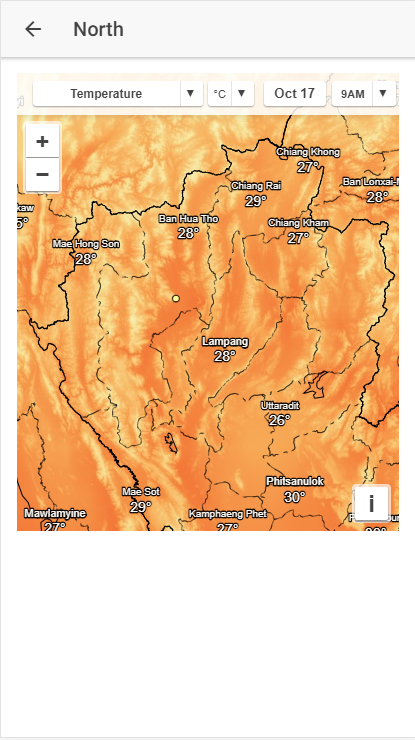 North
Temperature
°C
Oct 17
9AM
+
−
Chiang Khong
27°
Chiang Rai
29°
Ban Lonxai-
28°
kaw
5°
Ban Hua Tho
28°
Chiang Kham
27°
Mae Hong Son
28°
Lampang
28°
Uttaradit
26°
Phitsanulok
30°
Mae Sot
29°
Mawlamyine
27°
Kamphaeng Phet
27°
i